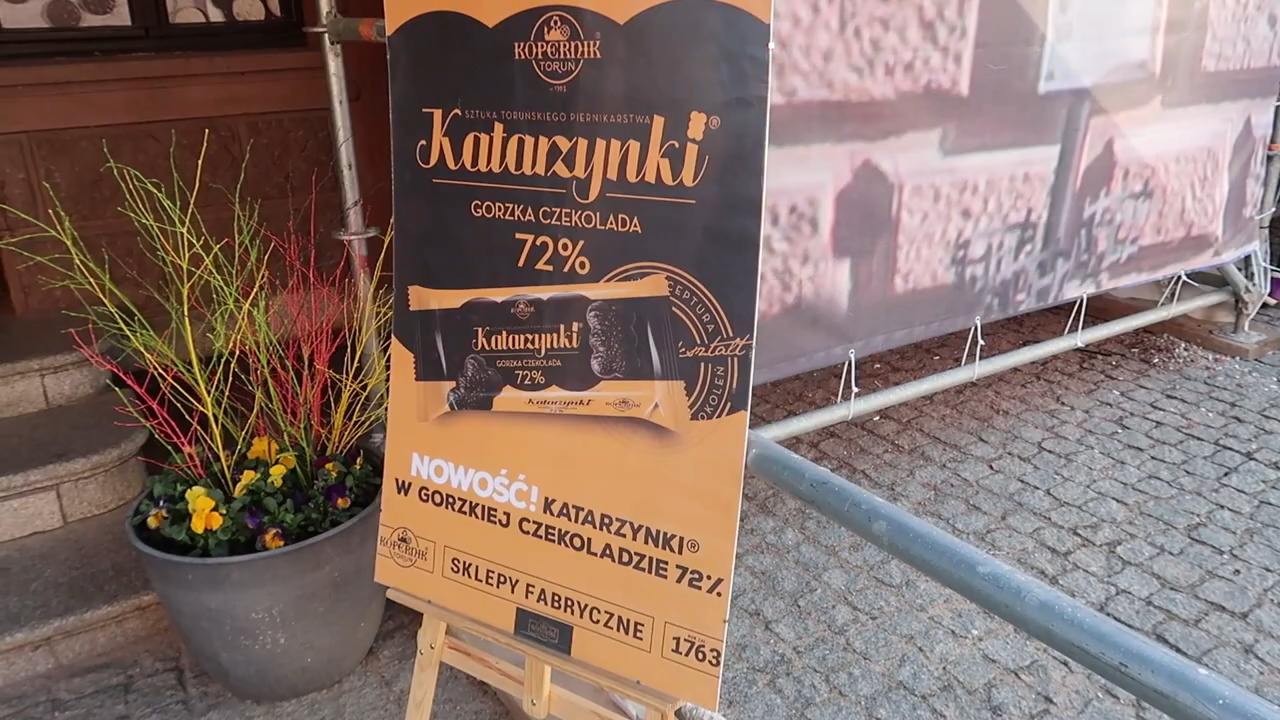 KOPERNIK
TORUŃ
SZTUKA TORUŃSKIEGO PIERNIKARSTWA
Katarzynki®
GORZKA CZEKOLADA
72%
Katarzynki
GORZKA CZEKOLADA
72%
Katarzynki
NOWOŚĆ! KATARZYNKI®
W GORZKIEJ CZEKOLADZIE 72%
KOPERNIK
TORUŃ
SKLEPY FABRYCZNE
1763